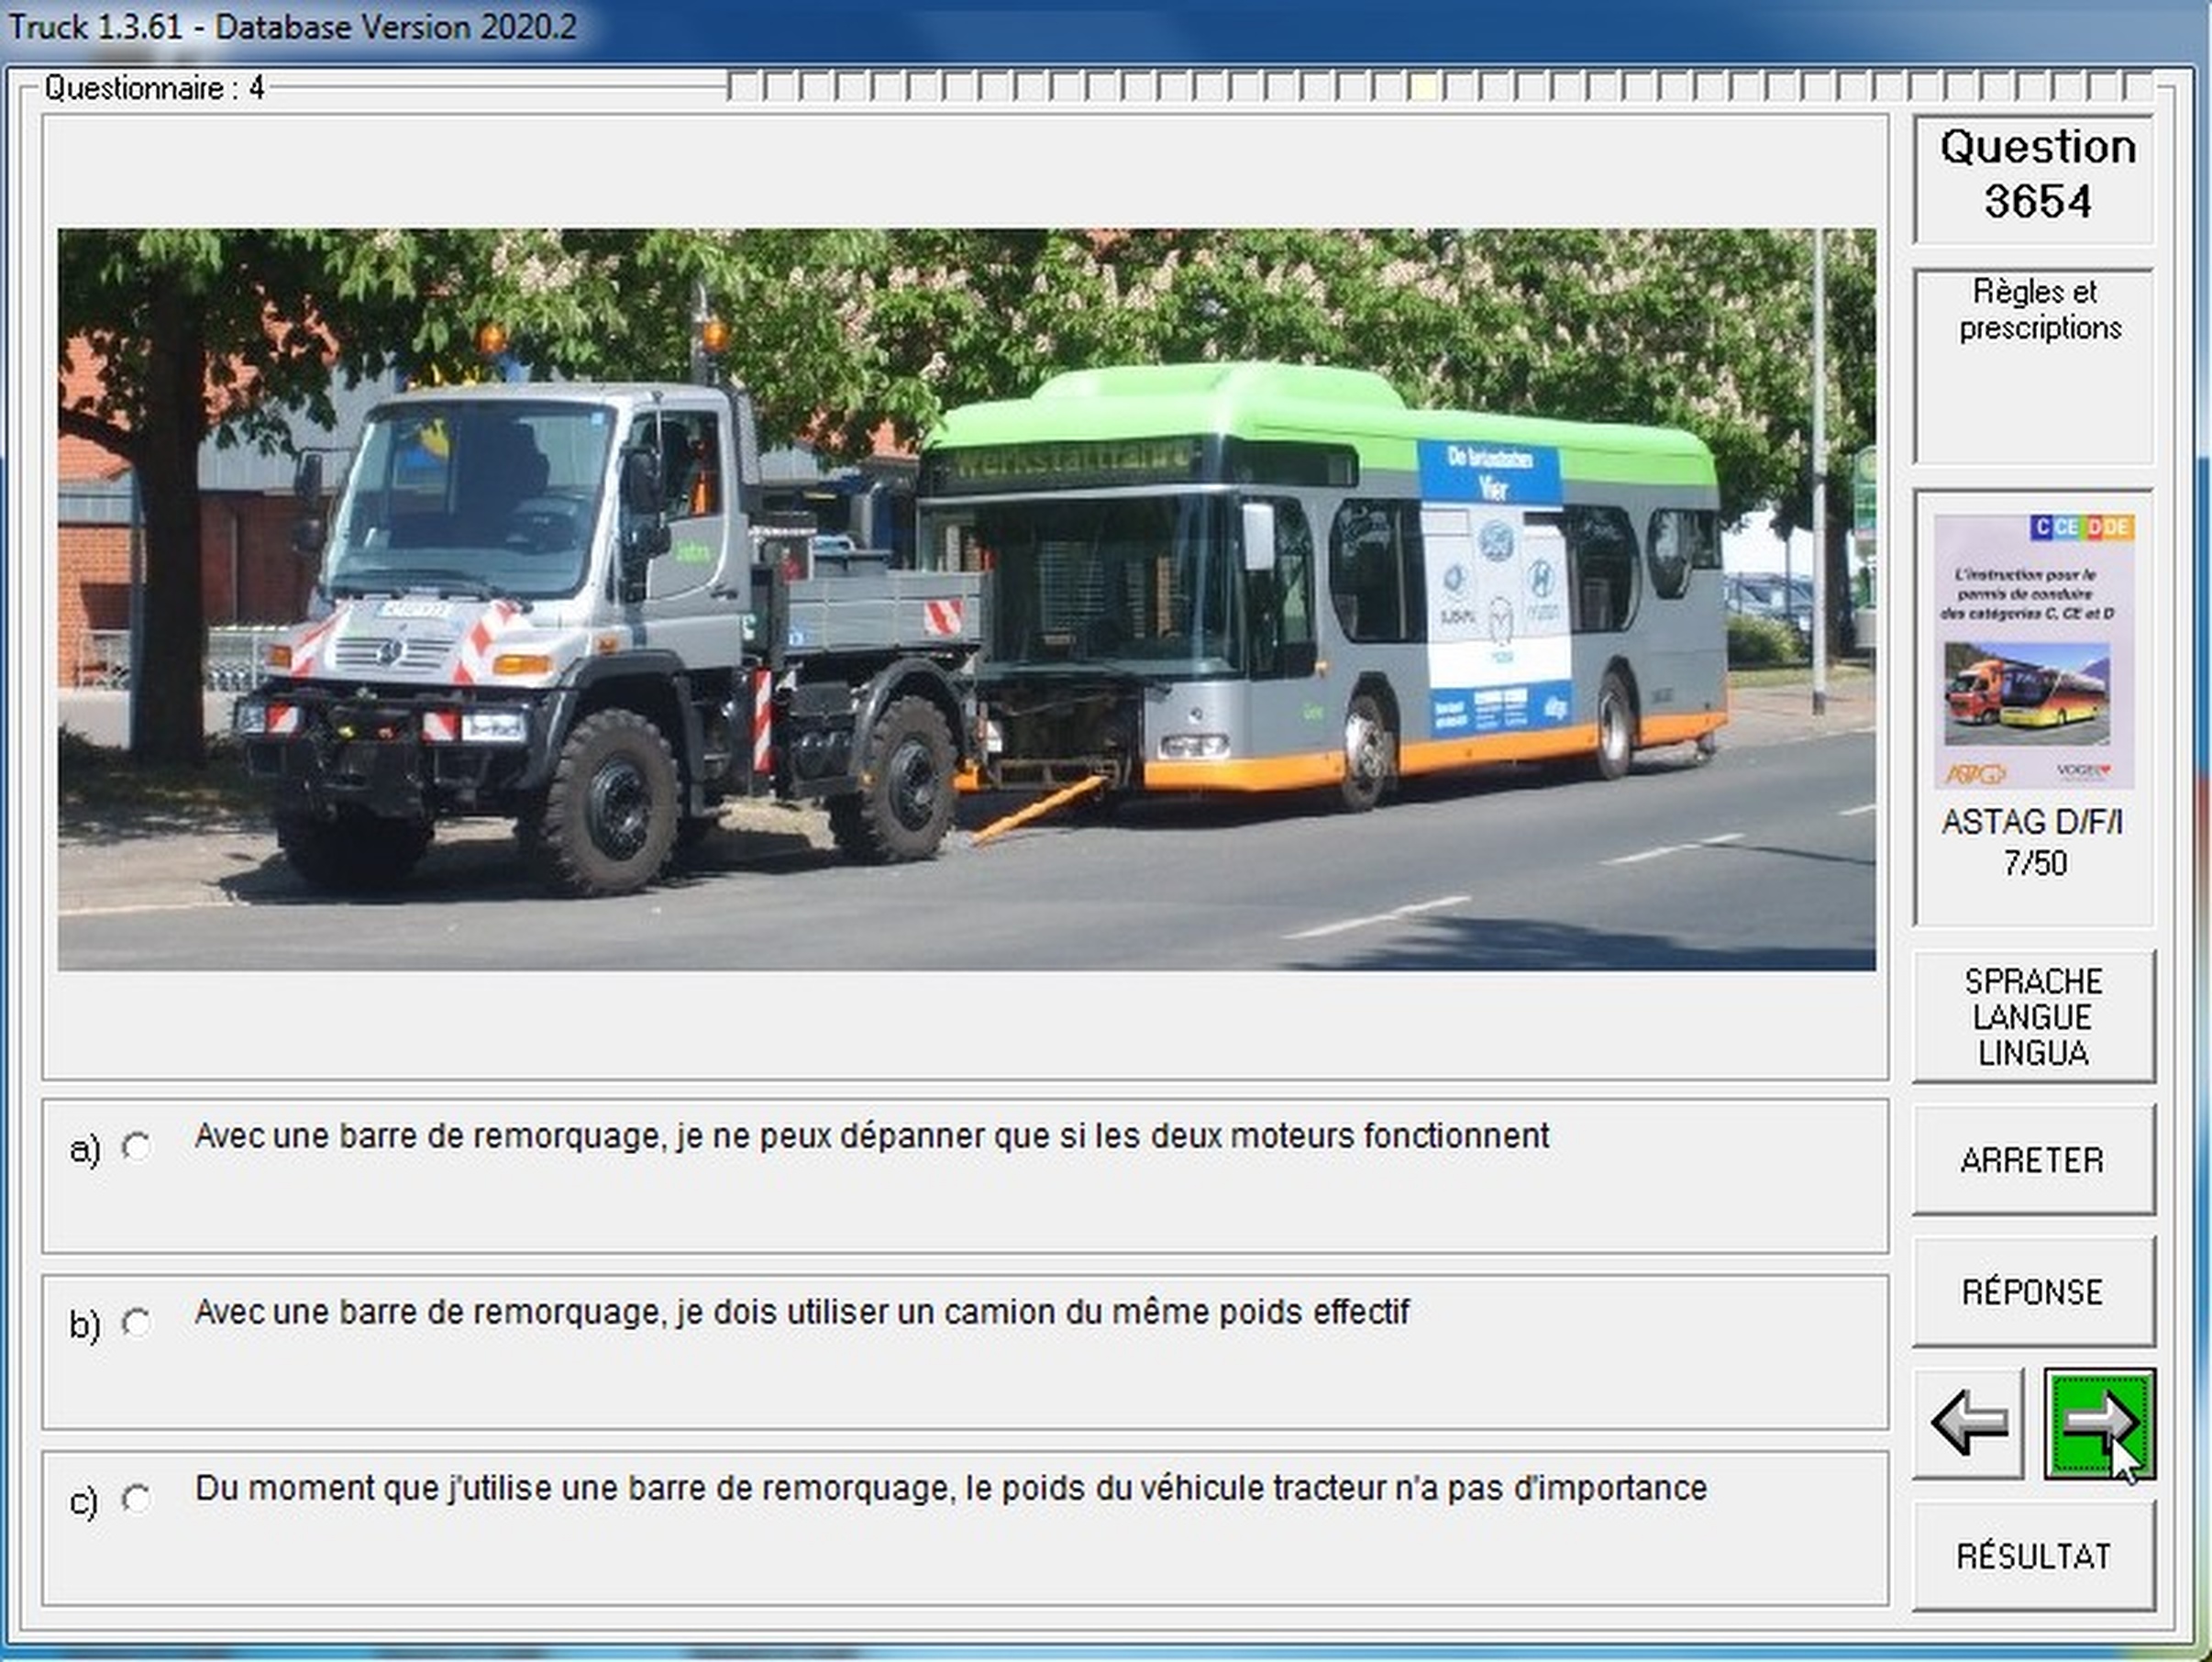 Truck 1.3.61 - Database Version 2020.2
Questionnaire : 4
Question
3654
Règles et
prescriptions
Werkstattfahrt
Vier
C CE D DE
L'instruction pour le
permis de conduire
des catégories C, CE et D
ASTAG
VOGEL
ASTAG D/F/I
7/50
SPRACHE
LANGUE
LINGUA
a) Avec une barre de remorquage, je ne peux dépanner que si les deux moteurs fonctionnent
ARRETER
b) Avec une barre de remorquage, je dois utiliser un camion du même poids effectif
RÉPONSE
c) Du moment que j'utilise une barre de remorquage, le poids du véhicule tracteur n'a pas d'importance
RÉSULTAT